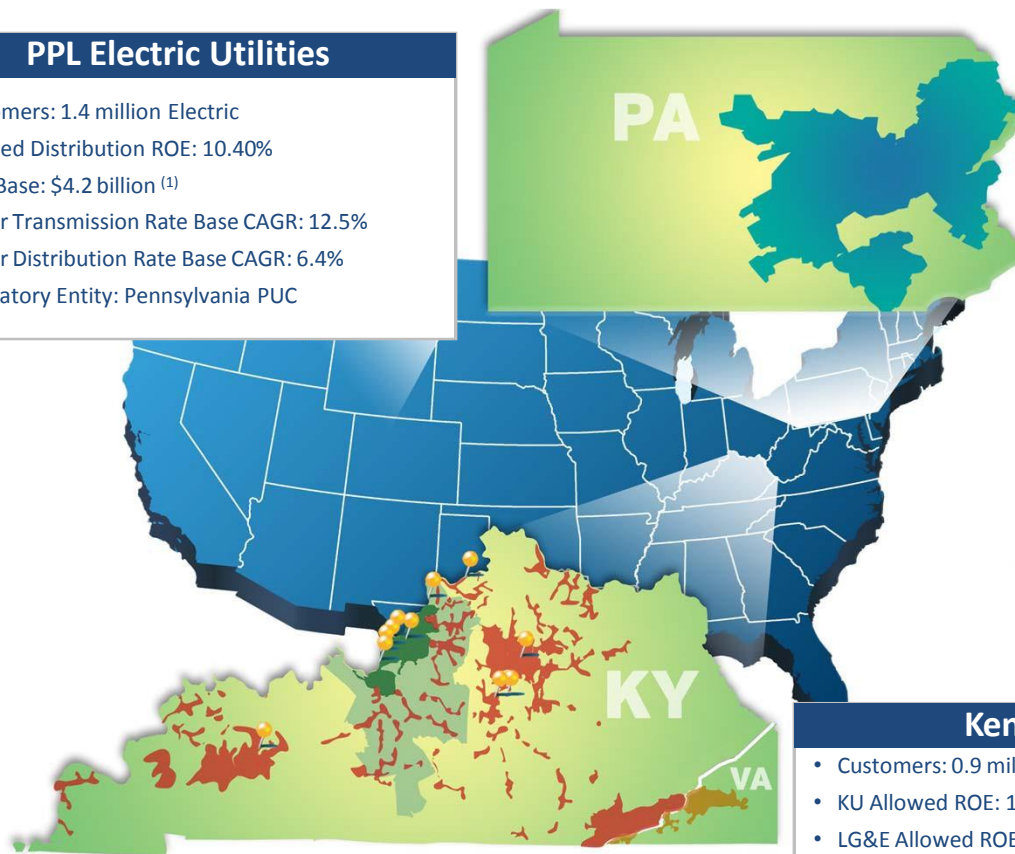 PPL Electric Utilities
omers: 1.4 million Electric
ed Distribution ROE: 10.40%
Base: $4.2 billion (1)
r Transmission Rate Base CAGR: 12.5%
r Distribution Rate Base CAGR: 6.4%
atory Entity: Pennsylvania PUC
PA
KY
VA
Ken
• Customers: 0.9 mil
• KU Allowed ROE: 1
• LG&E Allowed ROE